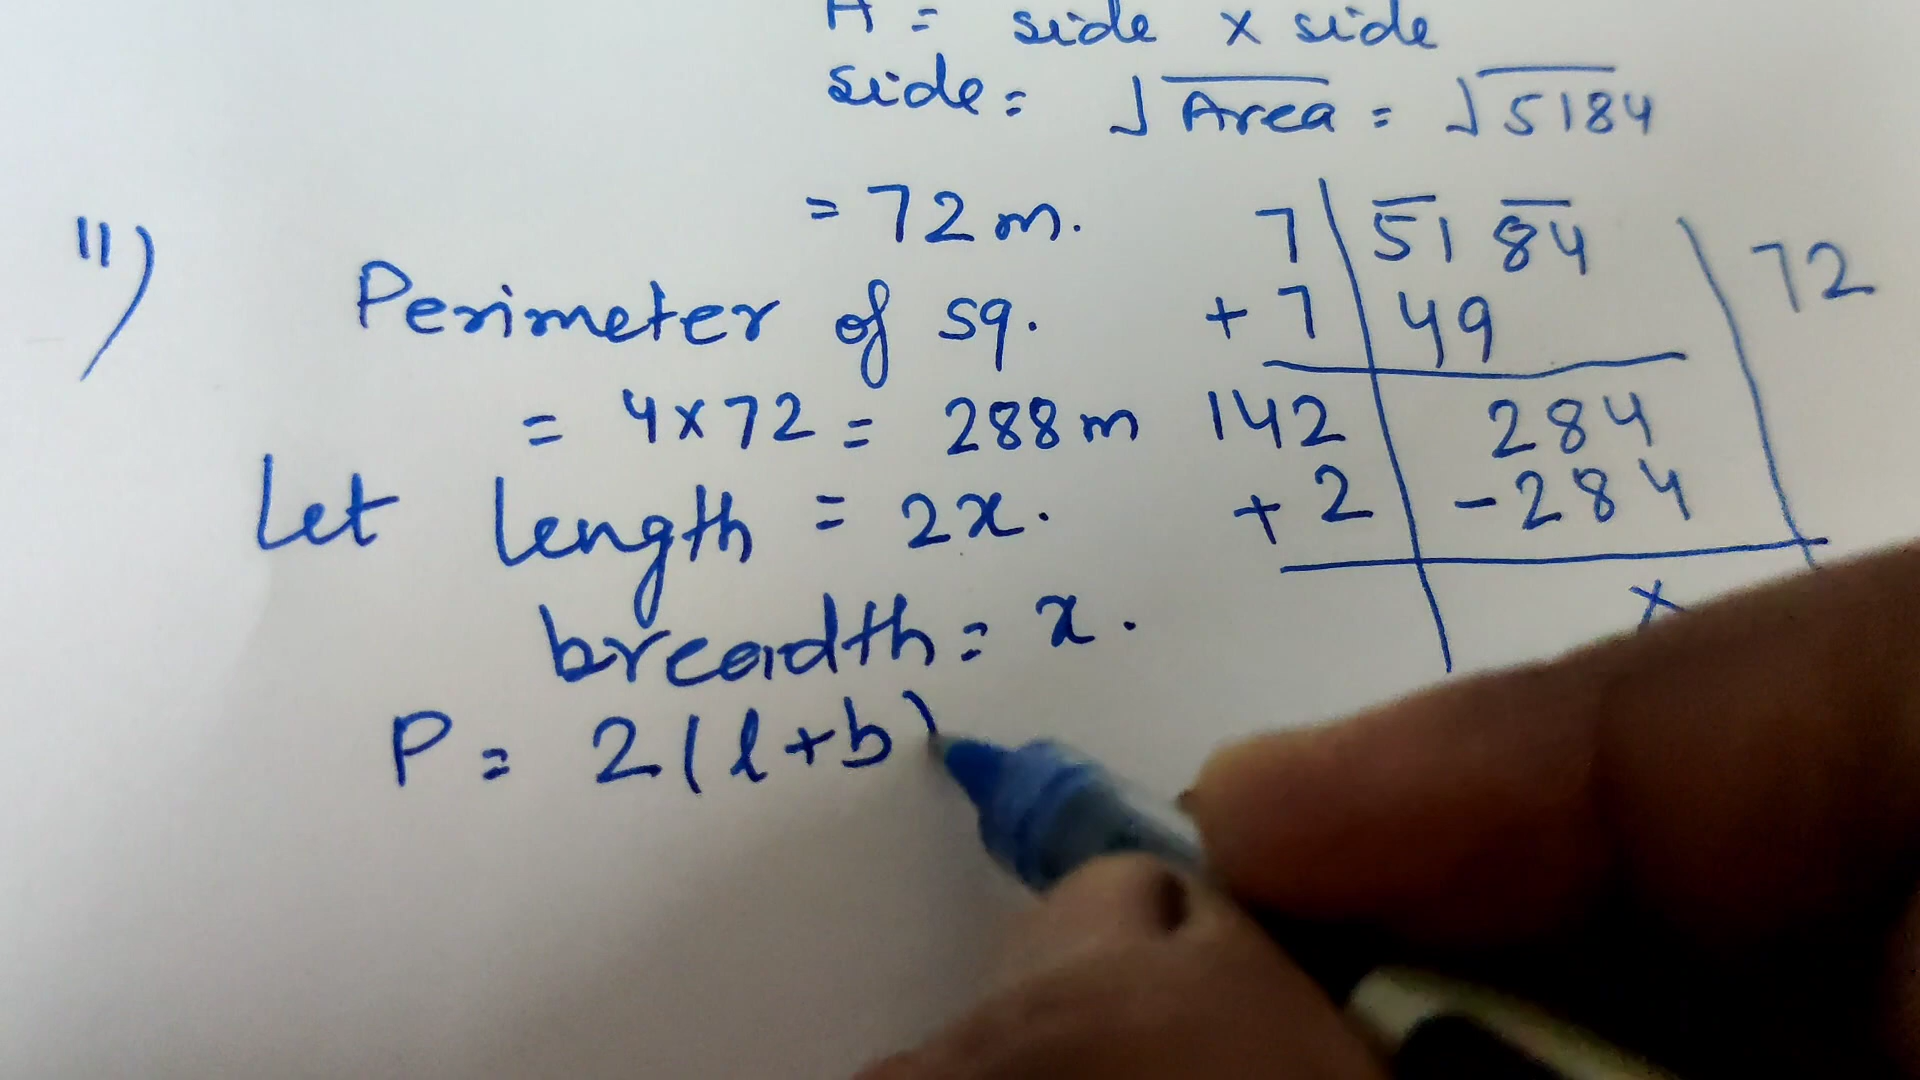 A = side x side
side = √Area = √5184
= 72 m.
11)
Perimeter of sq.
= 4x72 = 288 m
Let length = 2x.
breadth = x.
P = 2(l+b)
7 | 51 84 | 72
+ 7 | 49
142 | 284
+ 2 | -284
x